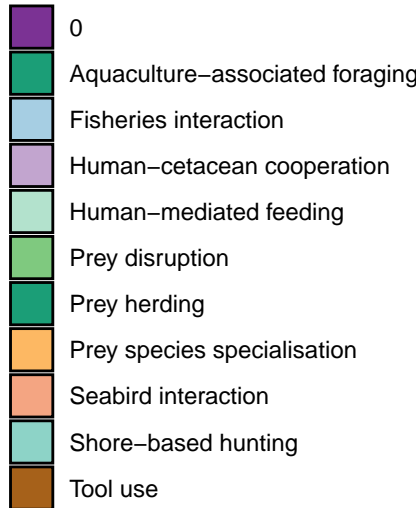 0
Aquaculture−associated foraging
Fisheries interaction
Human−cetacean cooperation
Human−mediated feeding
Prey disruption
Prey herding
Prey species specialisation
Seabird interaction
Shore−based hunting
Tool use